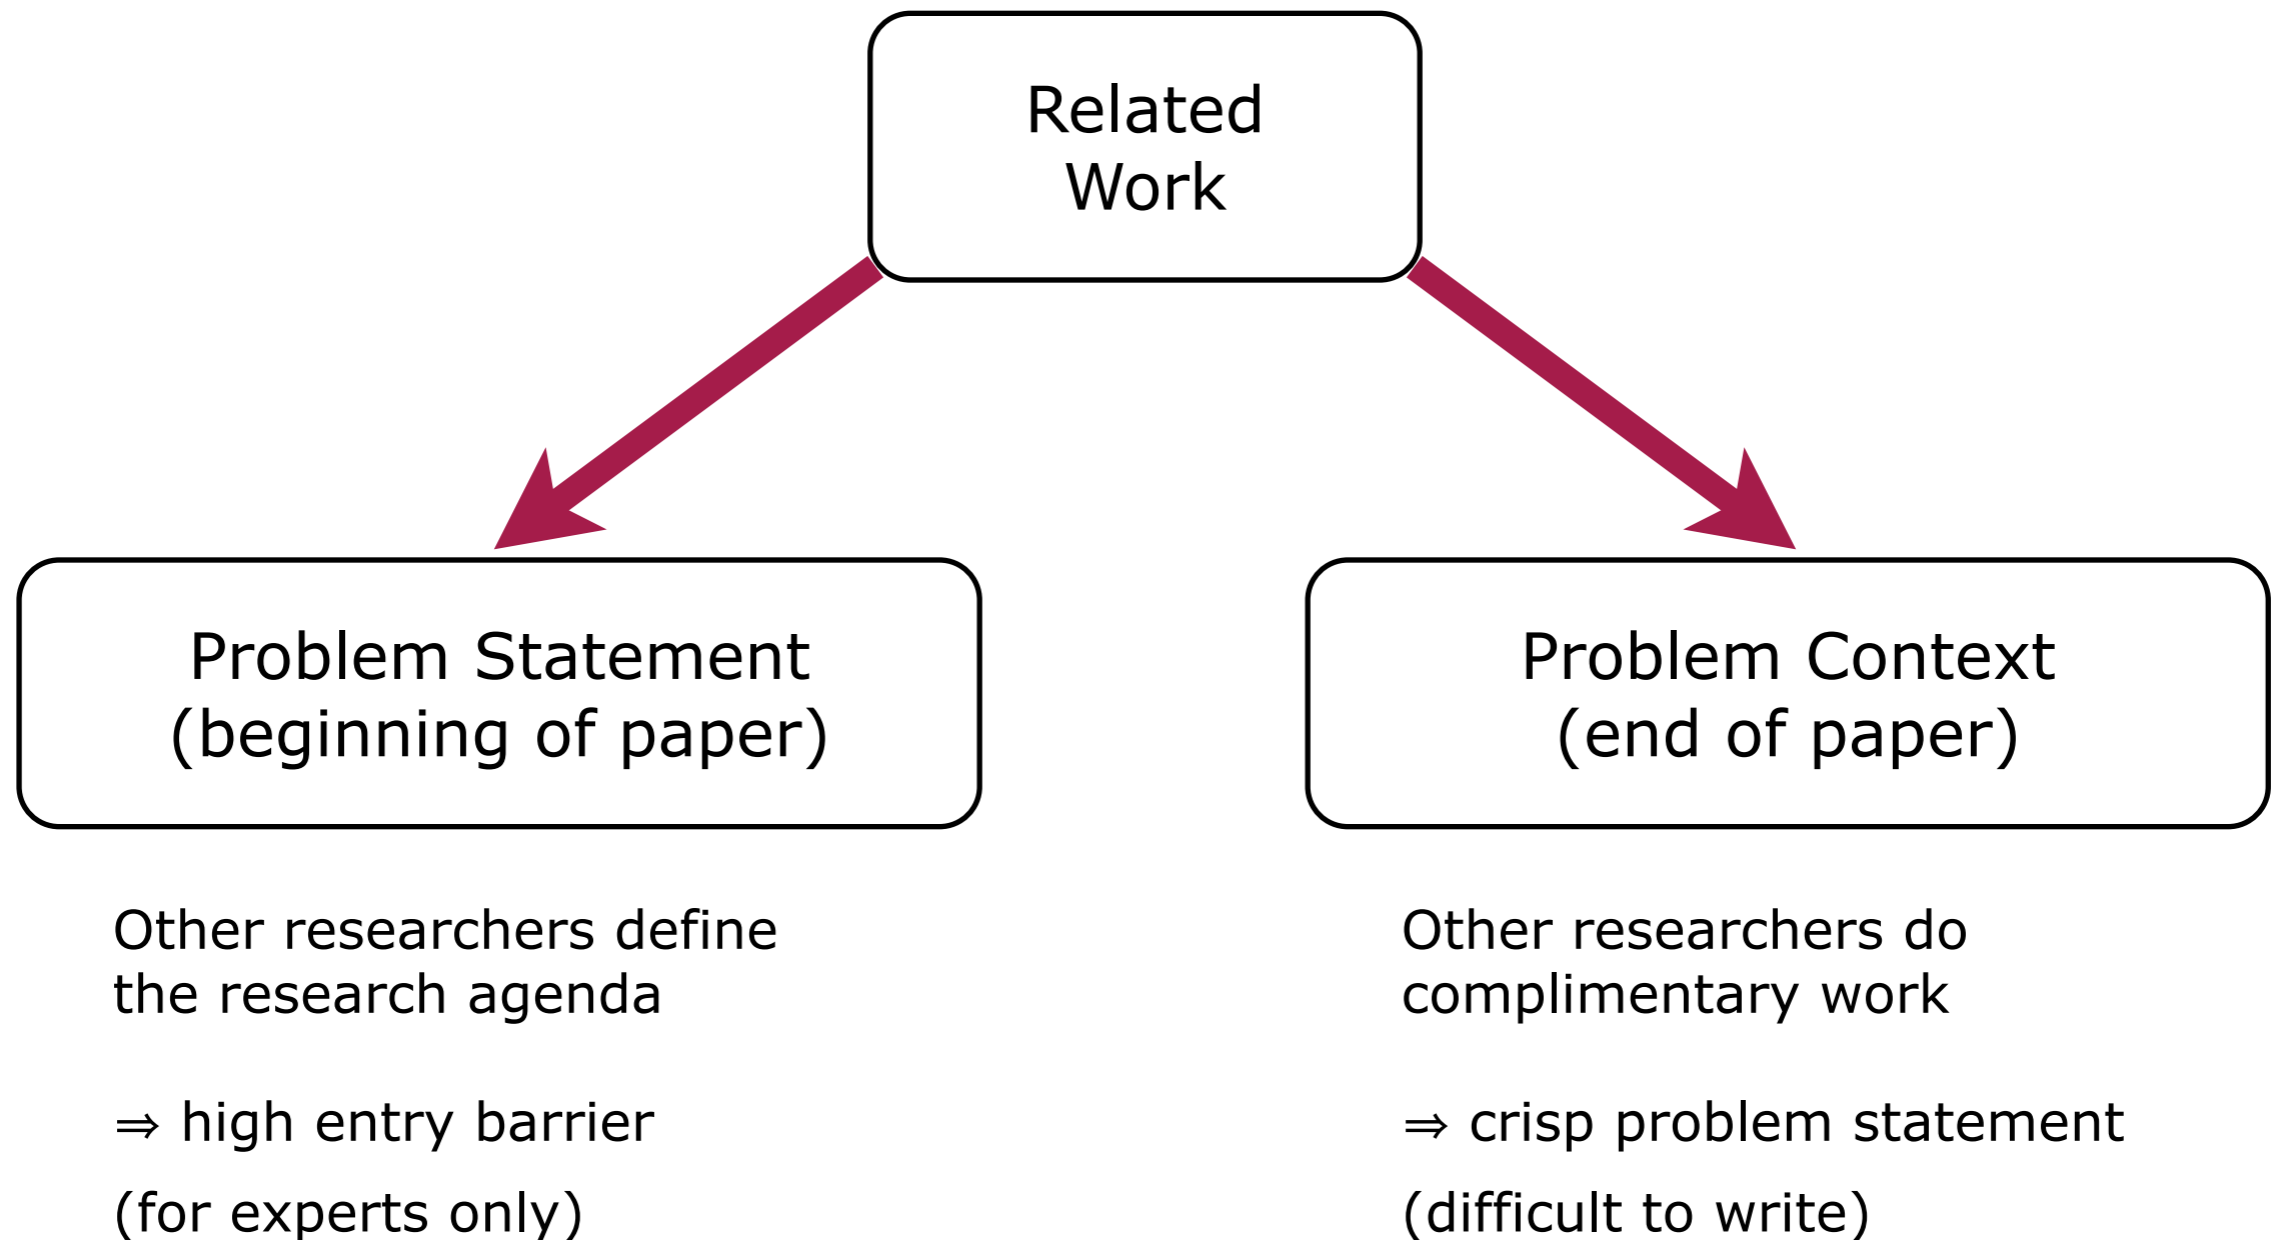 Related
Work
Problem Statement
(beginning of paper)
Problem Context
(end of paper)
Other researchers define
the research agenda
⇒ high entry barrier
(for experts only)
Other researchers do
complimentary work
⇒ crisp problem statement
(difficult to write)